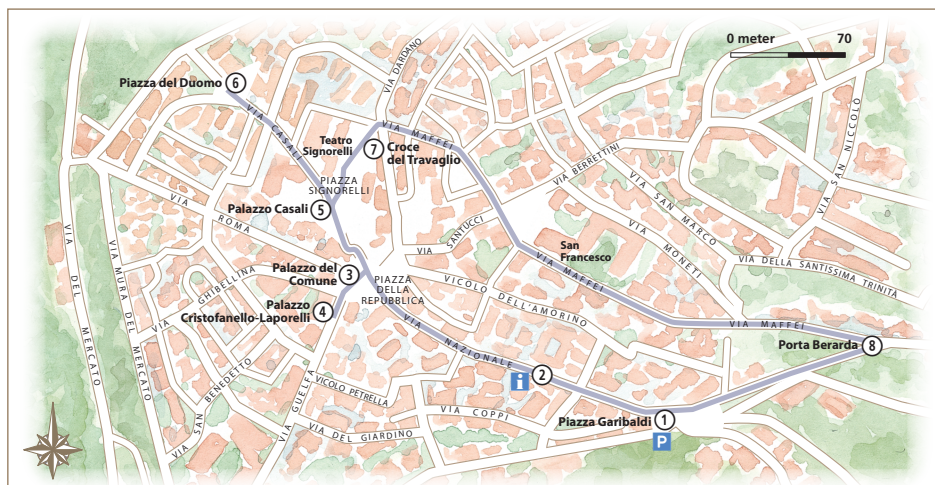 0 meter 70
Piazza del Duomo 6
VIA CASALI
VIA DARDANO
Teatro
Signorelli
VIA MAFFEI
7 Croce
del Travaglio
PIAZZA
SIGNORELLI
Palazzo Casali 5
VIA BERRETTINI
VIA SAN NICCOLO
VIA SAN MARCO
VIA ROMA
VIA SANTUCCI
San
Francesco
VIA MONETI
VIA MAFFEI
VIA DELLA SANTISSIMA TRINITÀ
Palazzo del
Comune 3
PIAZZA
DELLA
REPUBBLICA
VICOLO DELL'AMORINO
VIA GHIBELLINA
Palazzo
Cristofanello-Laporelli 4
VIA DEL MERCATO
VIA MURA DEL MERCATO
VIA MAFFEI
Porta Berarda 8
VIA NAZIONALE
i 2
VIA SAN BENEDETTO
VIA GUELFA
VICOLO PETRELLA
VIA COPPI
Piazza Garibaldi 1
P
VIA DEL GIARDINO